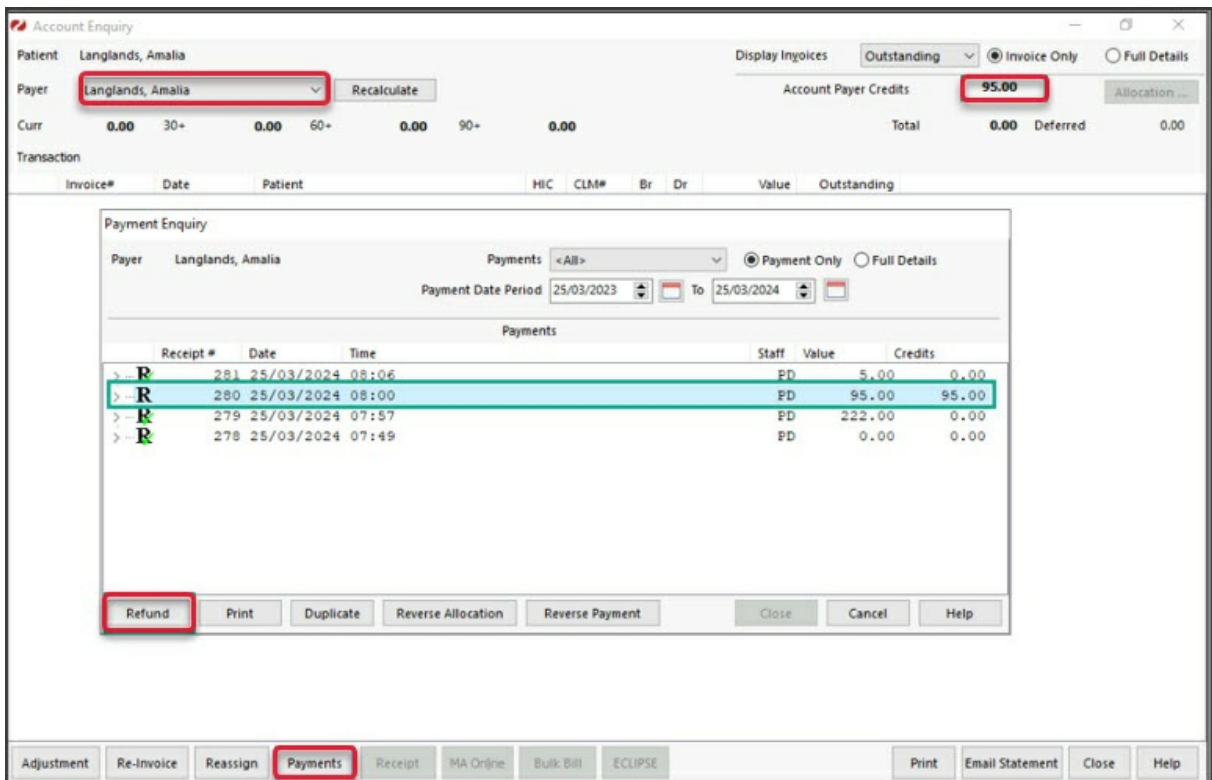 Account Enquiry
Patient Langlands, Amalia Display Invoices Outstanding Invoice Only Full Details
Payer Langlands, Amalia Recalculate Account Payer Credits 95.00 Allocation ...
Curr 0.00 30+ 0.00 60+ 0.00 90+ 0.00 Total 0.00 Deferred 0.00
Transaction
Invoice# Date Patient HIC CLM# Br Dr Value Outstanding
Payment Enquiry
Payer Langlands, Amalia Payments <All> Payment Only Full Details
Payment Date Period 25/03/2023 To 25/03/2024
Payments
Receipt # Date Time Staff Value Credits
R 281 25/03/2024 08:06 PD 5.00 0.00
R 280 25/03/2024 08:00 PD 95.00 95.00
R 279 25/03/2024 07:57 PD 222.00 0.00
R 278 25/03/2024 07:49 PD 0.00 0.00
Refund Print Duplicate Reverse Allocation Reverse Payment Close Cancel Help
Adjustment Re-Invoice Reassign Payments Receipt MA Online Bulk Bill ECLIPSE Print Email Statement Close Help